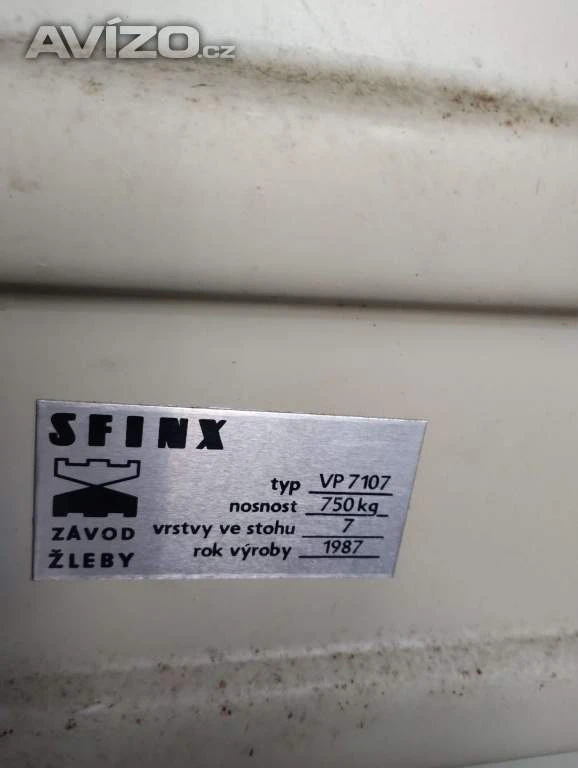 AVÍZO.cz
SFINX
typ VP 7107
nosnost 750 kg
vrstvy ve stohu 7
rok výroby 1987
ZÁVOD
ŽLEBY